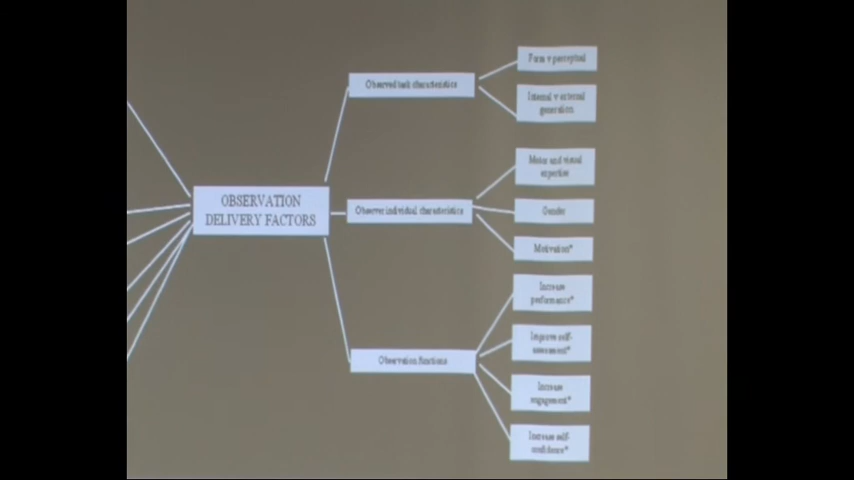 Form v perceptual
Observed task characteristics
Internal v external
generation
Motor and visual
expertise
OBSERVATION
DELIVERY FACTORS
Observer individual characteristics
Gender
Motivation*
Increase
performance*
Observation functions
Improve self-
assessment*
Increase
engagement*
Increase self-
confidence*